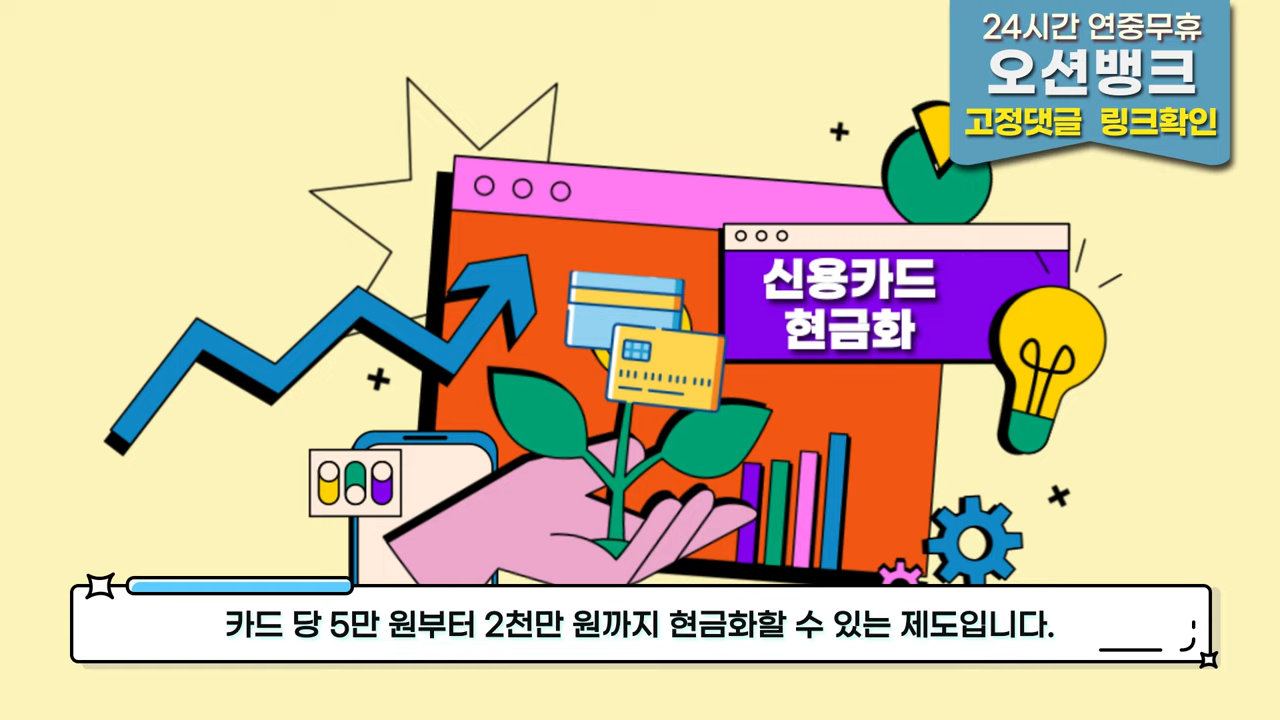 24시간 연중무휴
오션뱅크
고정댓글 링크확인
신용카드
현금화
카드 당 5만 원부터 2천만 원까지 현금화할 수 있는 제도입니다.